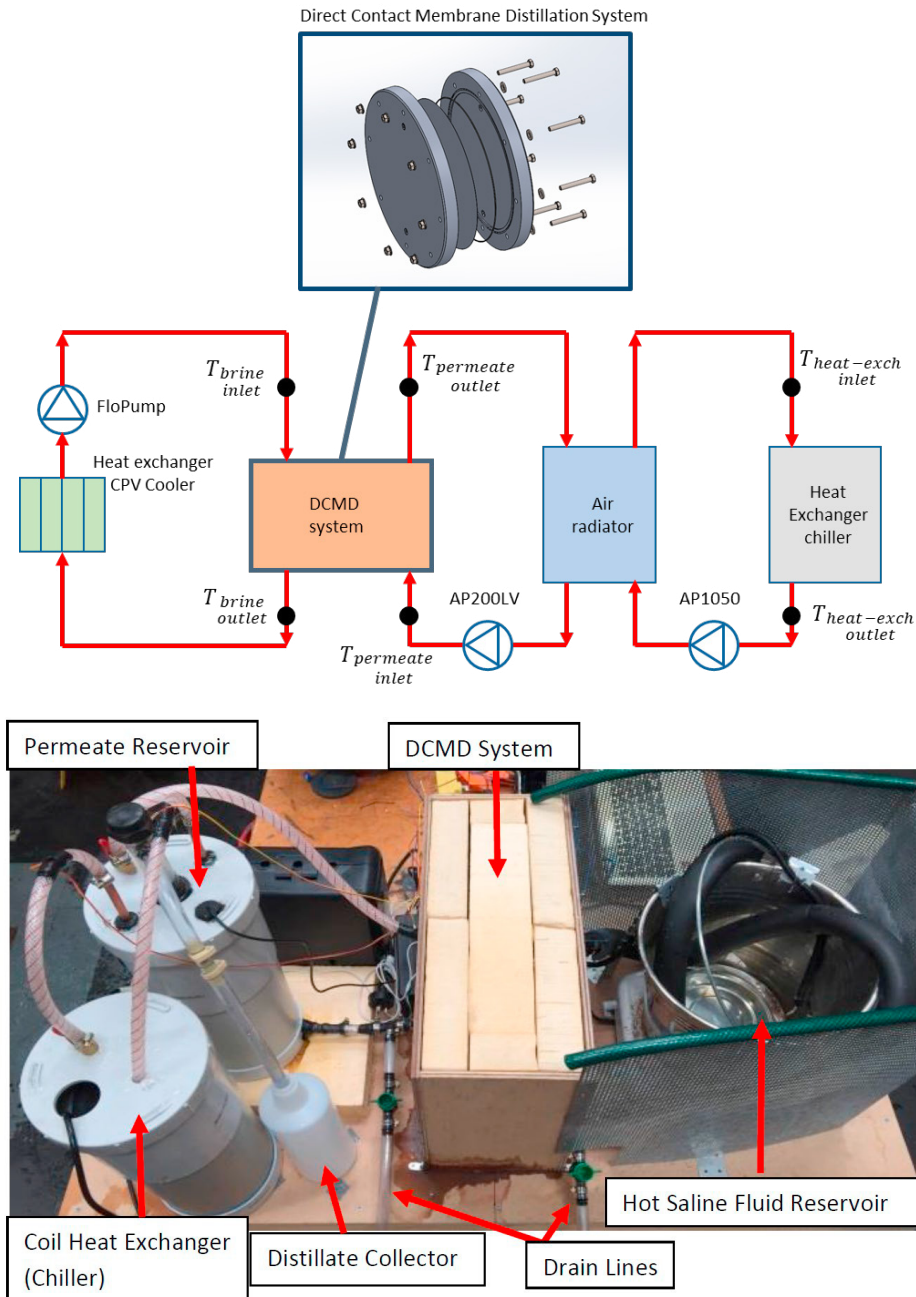 Direct Contact Membrane Distillation System
T brine inlet
T permeate outlet
T heat−exch inlet
FloPump
Heat exchanger
CPV Cooler
DCMD
system
Air
radiator
Heat
Exchanger
chiller
T brine outlet
AP200LV
T permeate inlet
AP1050
T heat−exch outlet
Permeate Reservoir
DCMD System
Hot Saline Fluid Reservoir
Coil Heat Exchanger
(Chiller)
Distillate Collector
Drain Lines